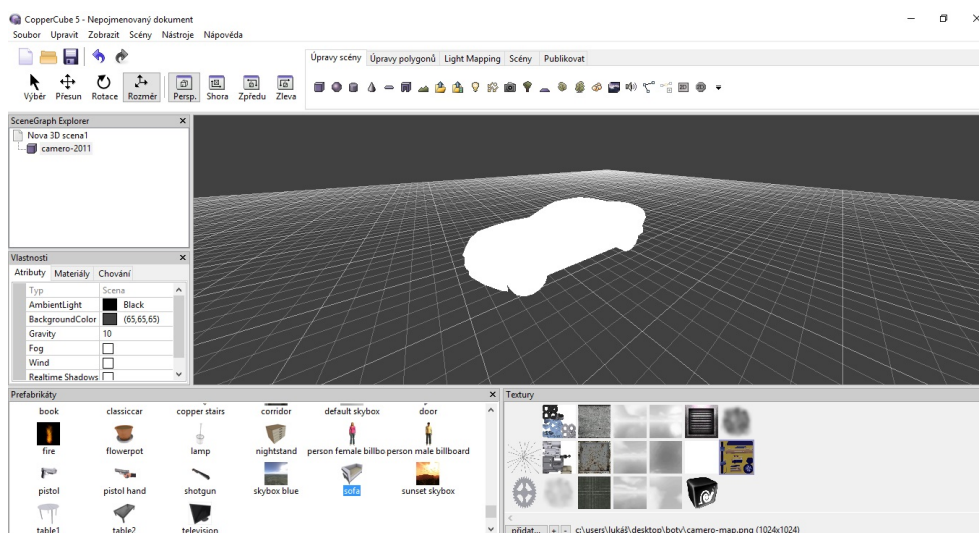 CopperCube 5 - Nepojmenovaný dokument
Soubor Upravit Zobrazit Scény Nástroje Nápověda
Výběr Přesun Rotace Rozměr Persp. Shora Zpředu Zleva
Úpravy scény Úpravy polygonů Light Mapping Scény Publikovat
2D
SceneGraph Explorer
Nova 3D scena1
camero-2011
Vlastnosti
Atributy Materiály Chování
Typ Scena
AmbientLight Black
BackgroundColor (65,65,65)
Gravity 10
Fog
Wind
Realtime Shadows
Prefabrikáty
book classiccar copper stairs corridor default skybox door
fire flowerpot lamp nightstand person female billbo person male billboard
pistol pistol hand shotgun skybox blue sofa sunset skybox
table1 table2 television
Textury
přidat... + - c:\users\lukáš\desktop\boty\camero-map.png (1024x1024)